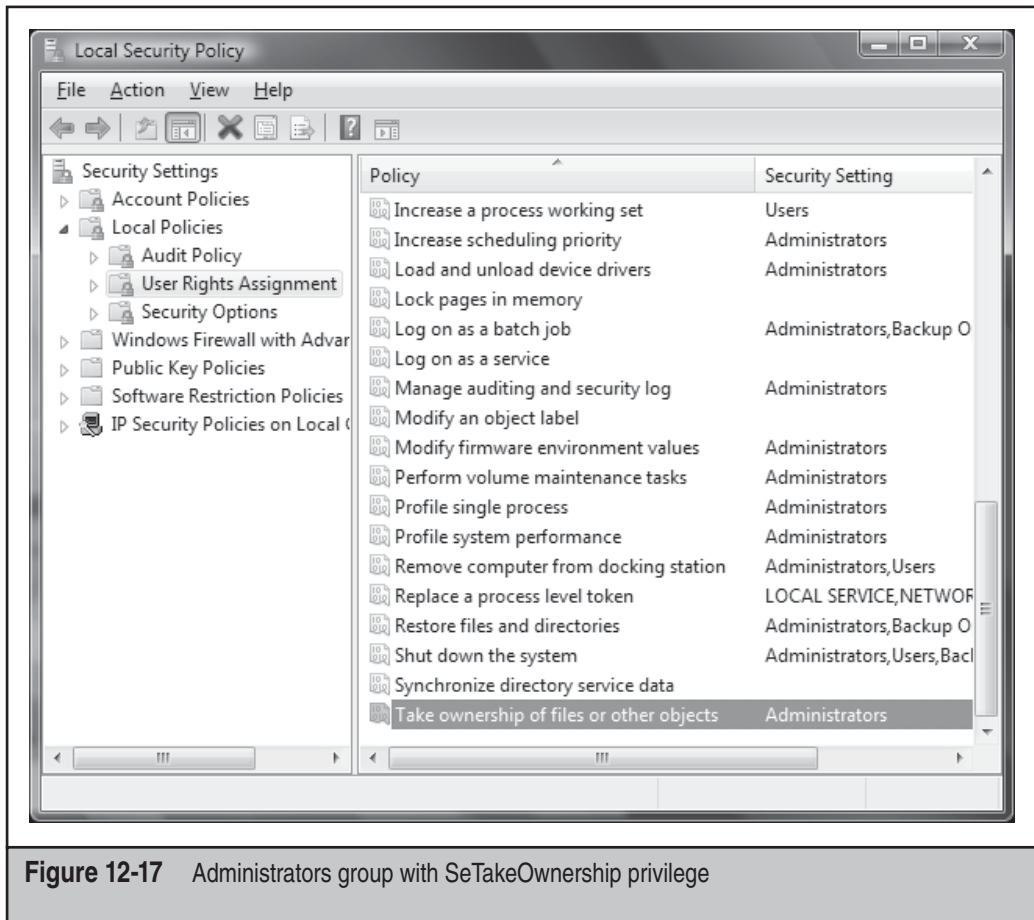 Local Security Policy
File Action View Help
Security Settings
Account Policies
Local Policies
Audit Policy
User Rights Assignment
Security Options
Windows Firewall with Advar
Public Key Policies
Software Restriction Policies
IP Security Policies on Local C
Policy Security Setting
Increase a process working set Users
Increase scheduling priority Administrators
Load and unload device drivers Administrators
Lock pages in memory
Log on as a batch job Administrators,Backup O
Log on as a service
Manage auditing and security log Administrators
Modify an object label
Modify firmware environment values Administrators
Perform volume maintenance tasks Administrators
Profile single process Administrators
Profile system performance Administrators
Remove computer from docking station Administrators,Users
Replace a process level token LOCAL SERVICE,NETWOR
Restore files and directories Administrators,Backup O
Shut down the system Administrators,Users,Bacl
Synchronize directory service data
Take ownership of files or other objects Administrators
Figure 12-17 Administrators group with SeTakeOwnership privilege